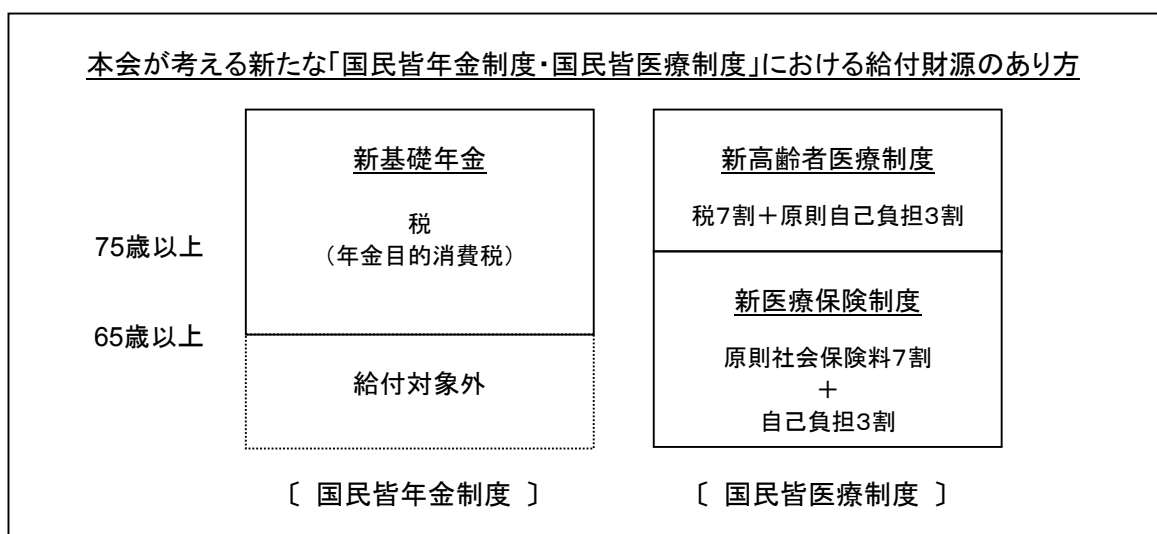 本会が考える新たな「国民皆年金制度・国民皆医療制度」における給付財源のあり方
新基礎年金
税
（年金目的消費税）
75歳以上
65歳以上
給付対象外
〔 国民皆年金制度 〕
新高齢者医療制度
税７割＋原則自己負担３割
新医療保険制度
原則社会保険料７割
＋
自己負担３割
〔 国民皆医療制度 〕